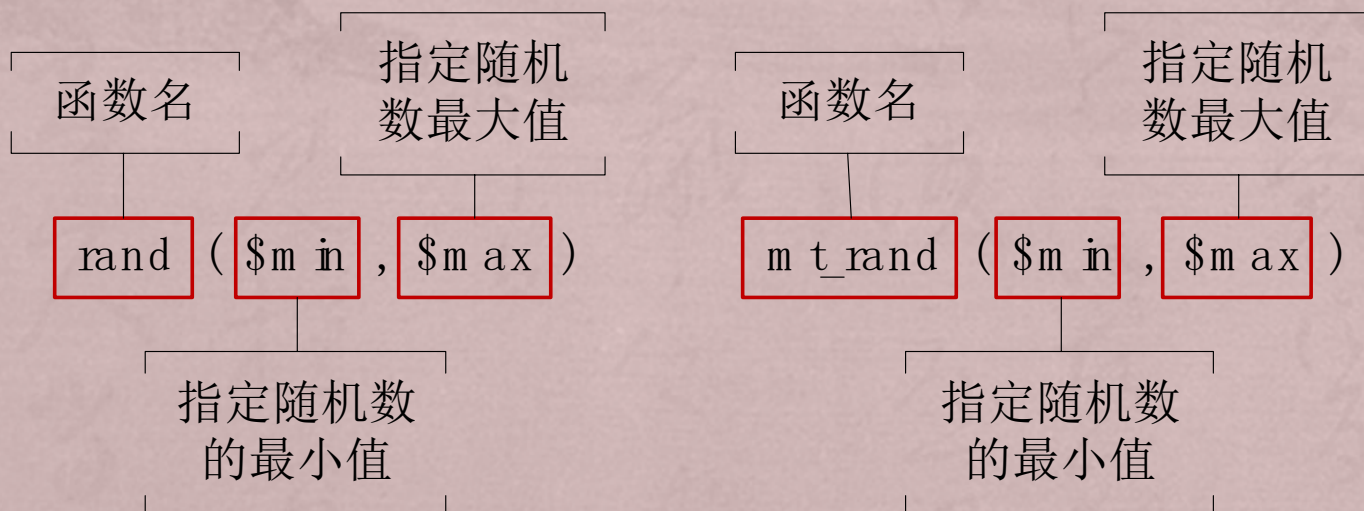 函数名
指定随机
数最大值
rand ( $min , $max )
指定随机数
的最小值
函数名
指定随机
数最大值
mt_rand ( $min , $max )
指定随机数
的最小值